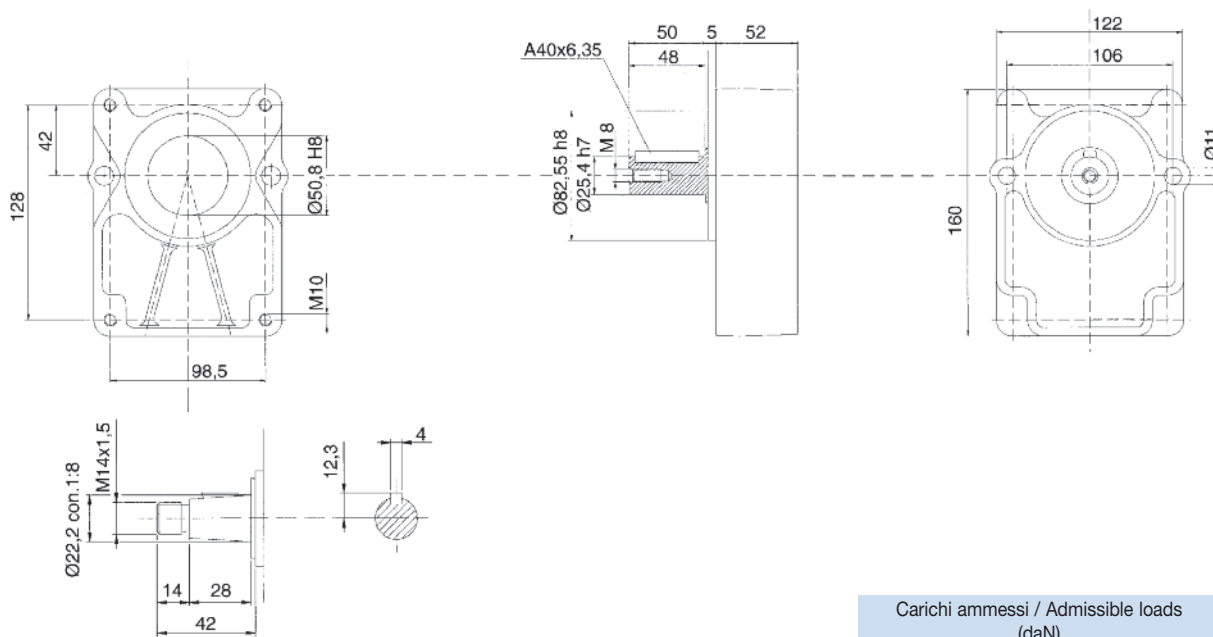 42
128
Ø50,8 H8
M10
98,5
50
5
52
48
A40x6,35
M 8
Ø82,55 h8
Ø25,4 h7
122
106
Ø11
160
M14x1,5
Ø22,2 con.1:8
14
28
42
12,3
4
Carichi ammessi / Admissible loads
(daN)